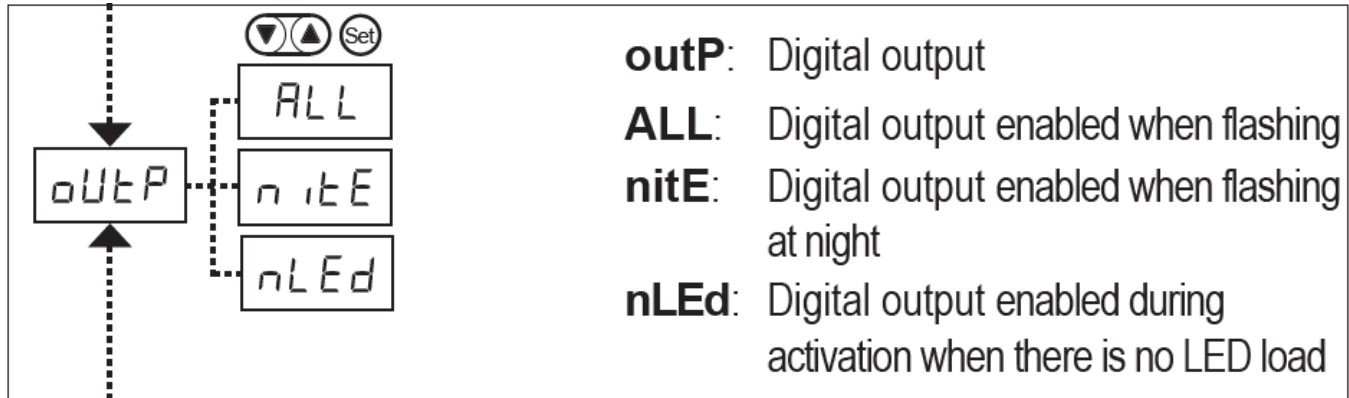 Set
ALL
outP
nitE
nLEd
outP: Digital output
ALL: Digital output enabled when flashing
nitE: Digital output enabled when flashing
at night
nLEd: Digital output enabled during
activation when there is no LED load